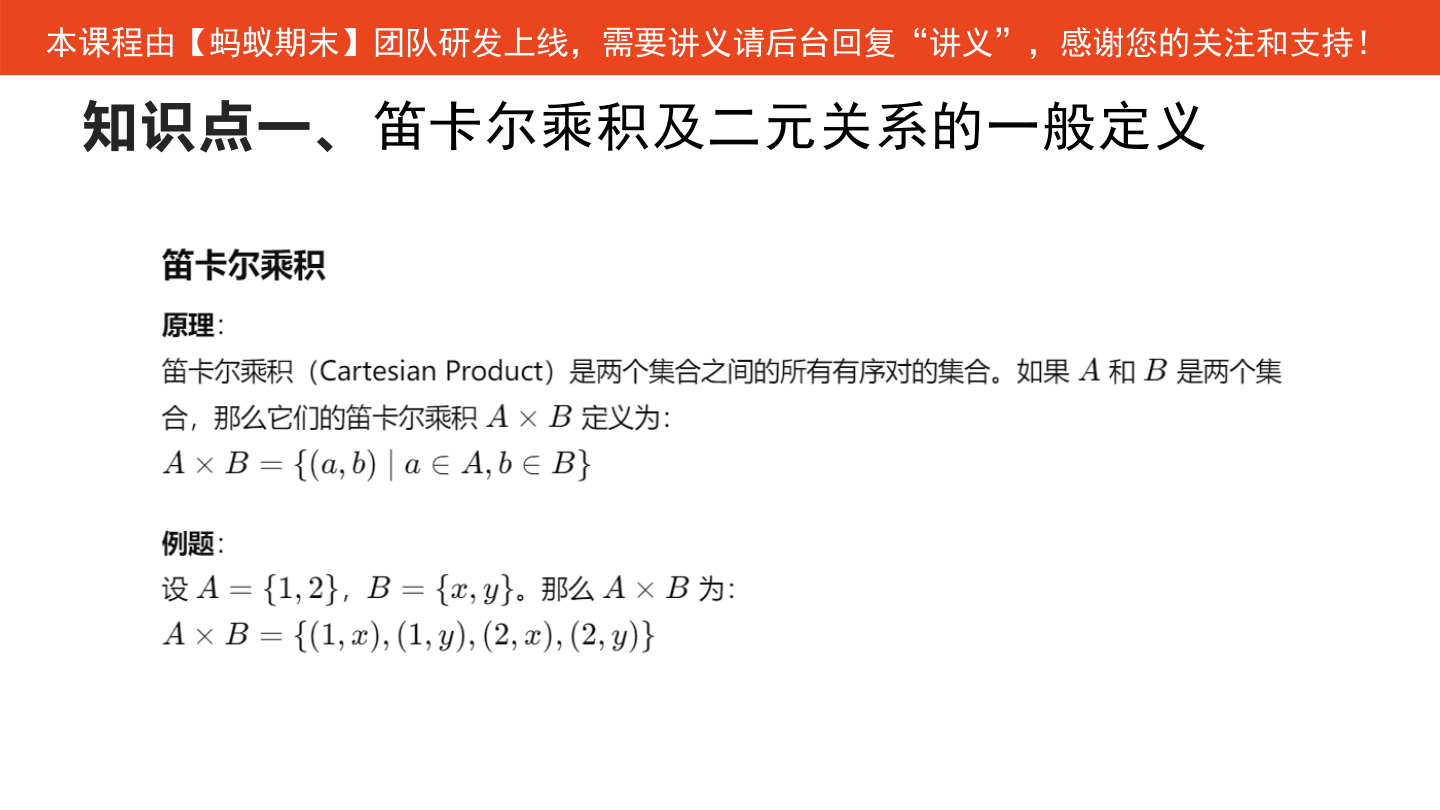 本课程由【蚂蚁期末】团队研发上线，需要讲义请后台回复“讲义”，感谢您的关注和支持！
知识点一、笛卡尔乘积及二元关系的一般定义
笛卡尔乘积
原理：
笛卡尔乘积（Cartesian Product）是两个集合之间的所有有序对的集合。如果 A 和 B 是两个集
合，那么它们的笛卡尔乘积 A × B 定义为：
A × B = {(a, b) | a ∈ A, b ∈ B}
例题：
设 A = {1, 2}，B = {x, y}。那么 A × B 为：
A × B = {(1, x), (1, y), (2, x), (2, y)}